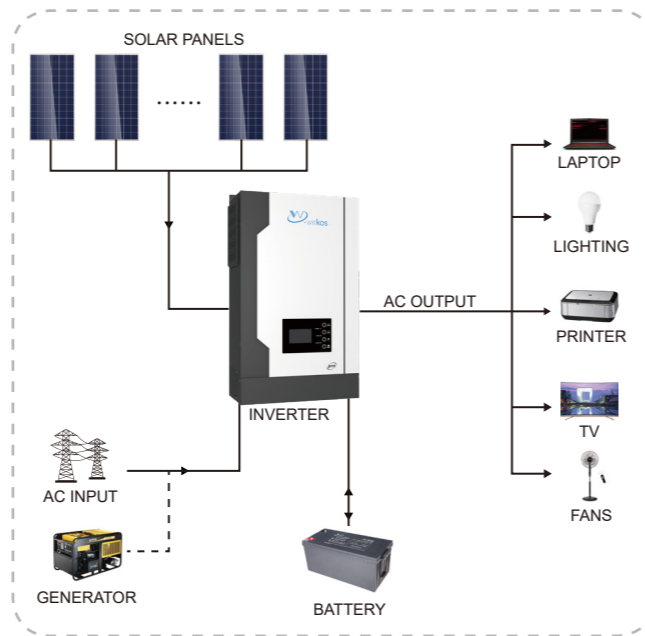 SOLAR PANELS
LAPTOP
LIGHTING
AC OUTPUT
PRINTER
INVERTER
TV
AC INPUT
FANS
GENERATOR
BATTERY